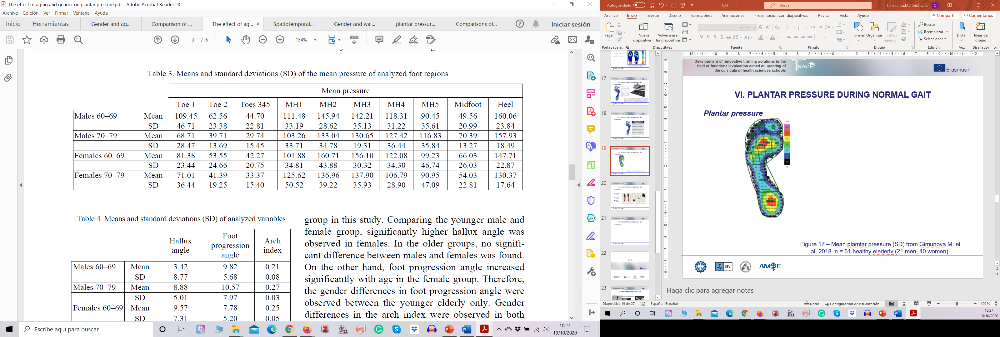 The effect of aging and gender on plantar pressure.pdf - Adobe Acrobat Reader DC
Archivo Edición Ver Firmar Ventana Ayuda
Inicio Herramientas Gender and ag... Comparison of ... The effect of ag... × Spatiotemporal... Gender and wal... plantar pressur... Comparisons of... Iniciar sesión
3 / 6 154%
Table 3. Means and standard deviations (SD) of the mean pressure of analyzed foot regions
Mean pressure
Toe 1 Toe 2 Toes 345 MH1 MH2 MH3 MH4 MH5 Midfoot Heel
Males 60–69 Mean 109.45 62.56 44.70 111.48 145.94 142.21 118.31 90.45 49.56 160.06
SD 46.71 23.38 22.81 33.19 28.62 35.13 31.22 35.61 20.99 23.84
Males 70–79 Mean 68.71 39.71 29.74 103.26 133.04 130.65 127.42 116.83 70.39 157.93
SD 28.47 13.69 15.45 33.71 34.78 19.31 36.44 35.84 13.27 18.49
Females 60–69 Mean 81.38 53.55 42.27 101.88 160.71 156.10 122.08 99.23 66.03 147.71
SD 23.44 24.66 20.75 34.81 43.88 30.32 34.30 46.74 26.03 22.87
Females 70–79 Mean 71.01 41.39 33.37 125.62 136.96 137.90 106.79 90.95 54.03 130.37
SD 36.44 19.25 15.40 50.52 39.22 35.93 28.90 47.09 22.81 17.64
Table 4. Means and standard deviations (SD) of analyzed variables
Hallux angle Foot progression angle Arch index
Males 60–69 Mean 3.42 9.82 0.21
SD 8.77 5.68 0.08
Males 70–79 Mean 8.88 10.57 0.27
SD 5.01 7.97 0.03
Females 60–69 Mean 9.57 7.78 0.25
SD 7.31 5.20 0.05
group in this study. Comparing the younger male and
female group, significantly higher hallux angle was
observed in females. In the older groups, no signifi-
cant difference between males and females was found.
On the other hand, foot progression angle increased
significantly with age in the female group. Therefore,
the gender differences in foot progression angle were
observed between the younger elderly only. Gender
differences in the arch index were observed in both
Escribe aquí para buscar
10:27
19/10/2020
Autoguardado GAIT... Buscar Constanza.Martin@uv.es C
Archivo Inicio Insertar Diseño Transiciones Animaciones Presentación con diapositivas Revisar Vista Ayuda Compartir Comentarios
Pegar Nueva diapositiva Volver a usar las diapositivas 11 N K S S ab AV Aa A Formas Organizar Estilos rápidos Buscar Reemplazar Seleccionar Dictar Ideas de diseño
Portapapeles Diapositivas Fuente Párrafo Dibujo Edición Voz Diseñador
17
18
19
20
21
22
23
Development of innovative training solutions in the
field of functional evaluation aimed at updating of
the curricula of health sciences schools
TEACH
Erasmus+
VI. PLANTAR PRESSURE DURING NORMAL GAIT
Plantar pressure
Figure 17 – Mean plamtar pressure (SD) from Gimunova M. et
al. 2018. n = 61 healthy elederly (21 men, 40 women).
.
IBV
AMSE
Haga clic para agregar notas
Diapositiva 19 de 27 Español (España) Notas Configuración de visualización 100 %
10:27
19/10/2020